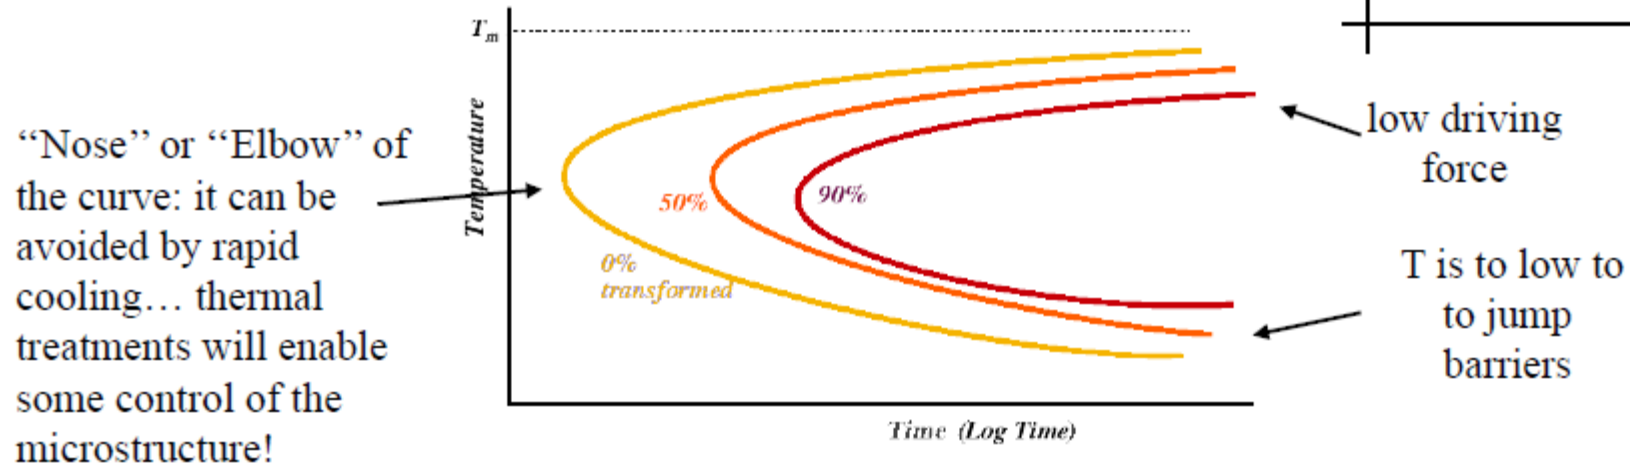 “Nose” or “Elbow” of
the curve: it can be
avoided by rapid
cooling… thermal
treatments will enable
some control of the
microstructure!
Tm
Temperature
0%
transformed
50%
90%
Time (Log Time)
low driving
force
T is to low to
to jump
barriers